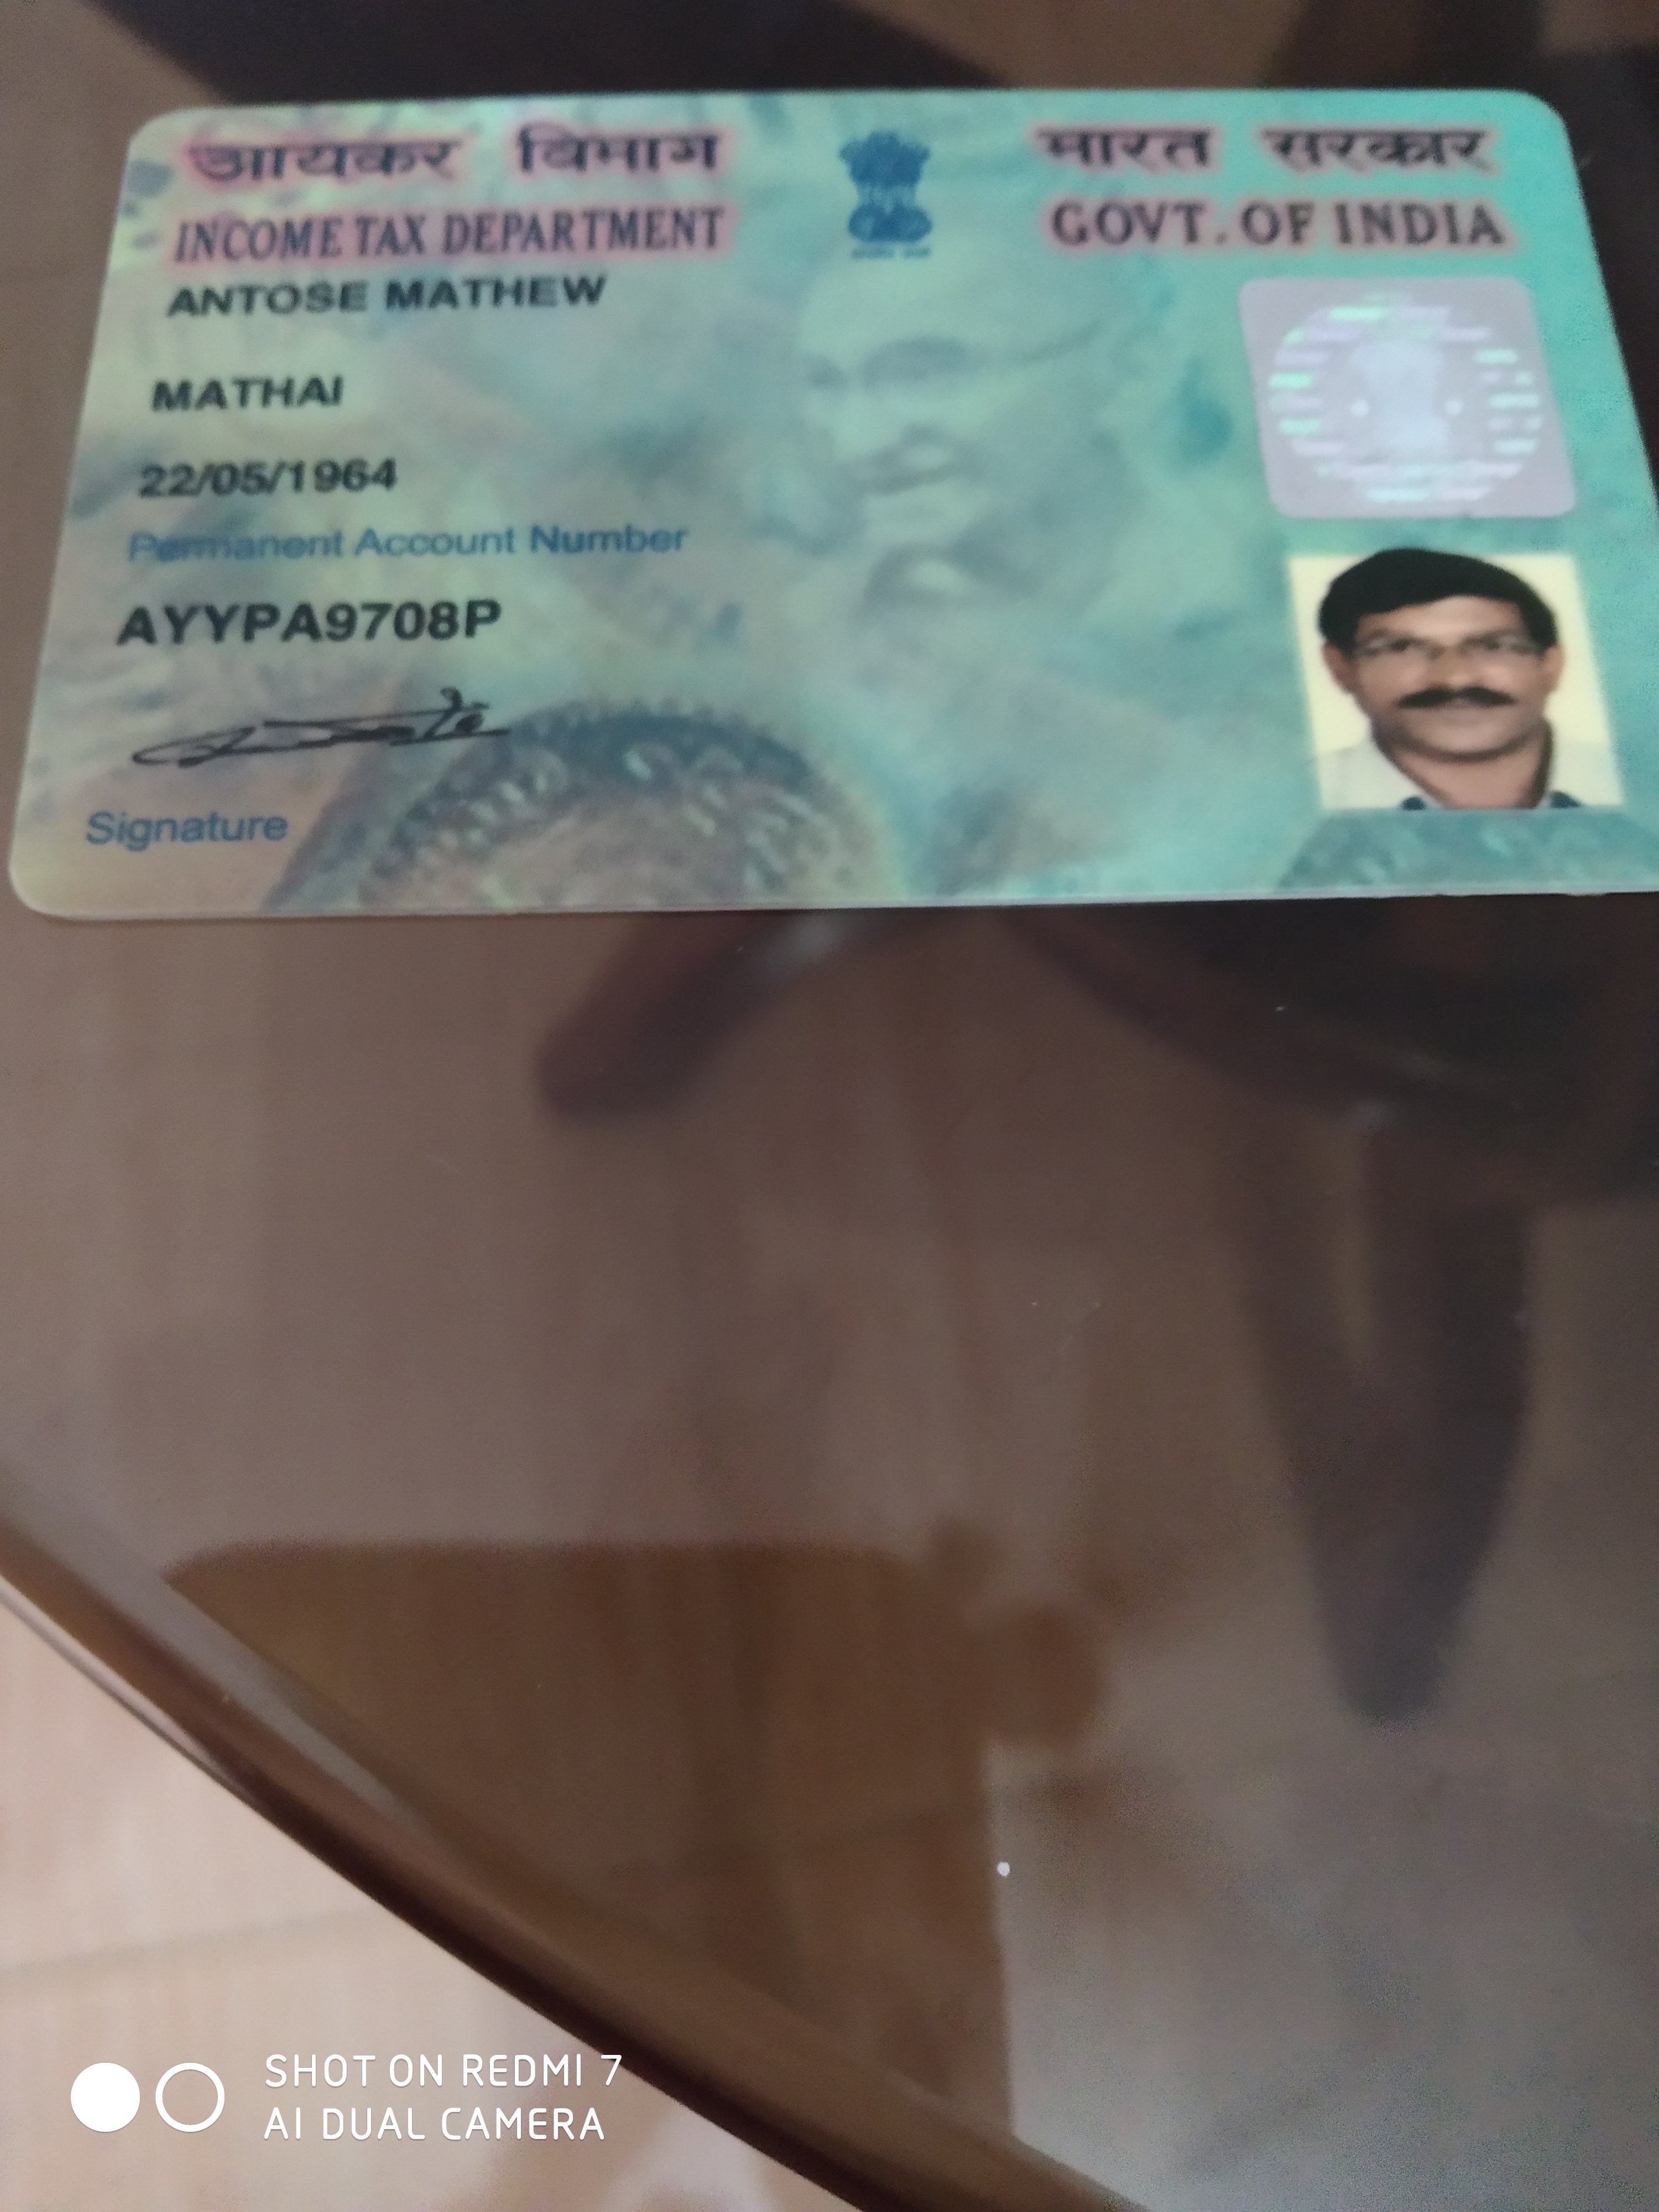 आयकर विभाग
भारत सरकार
INCOME TAX DEPARTMENT
GOVT. OF INDIA
ANTOSE MATHEW
MATHAI
22/05/1964
Permanent Account Number
AYYPA9708P
Signature
SHOT ON REDMI 7
AI DUAL CAMERA